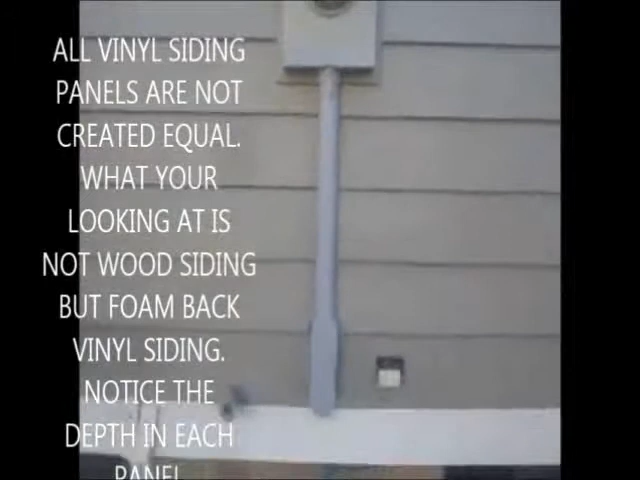 ALL VINYL SIDING
PANELS ARE NOT
CREATED EQUAL.
WHAT YOUR
LOOKING AT IS
NOT WOOD SIDING
BUT FOAM BACK
VINYL SIDING.
NOTICE THE
DEPTH IN EACH
PANEL